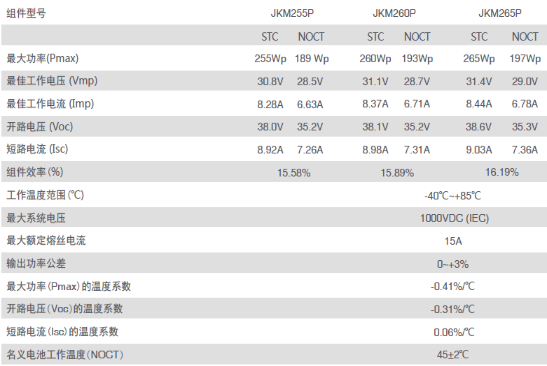 组件型号 JKM255P JKM260P JKM265P
STC NOCT STC NOCT STC NOCT
最大功率(Pmax) 255Wp 189 Wp 260Wp 193Wp 265Wp 197Wp
最佳工作电压 (Vmp) 30.8V 28.5V 31.1V 28.7V 31.4V 29.0V
最佳工作电流 (Imp) 8.28A 6.63A 8.37A 6.71A 8.44A 6.78A
开路电压 (Voc) 38.0V 35.2V 38.1V 35.2V 38.6V 35.3V
短路电流 (Isc) 8.92A 7.26A 8.98A 7.31A 9.03A 7.36A
组件效率(%) 15.58% 15.89% 16.19%
工作温度范围(℃) -40℃~+85℃
最大系统电压 1000VDC (IEC)
最大额定熔丝电流 15A
输出功率公差 0~+3%
最大功率(Pmax)的温度系数 -0.41%/℃
开路电压(Voc)的温度系数 -0.31%/℃
短路电流(Isc)的温度系数 0.06%/℃
名义电池工作温度(NOCT) 45±2℃